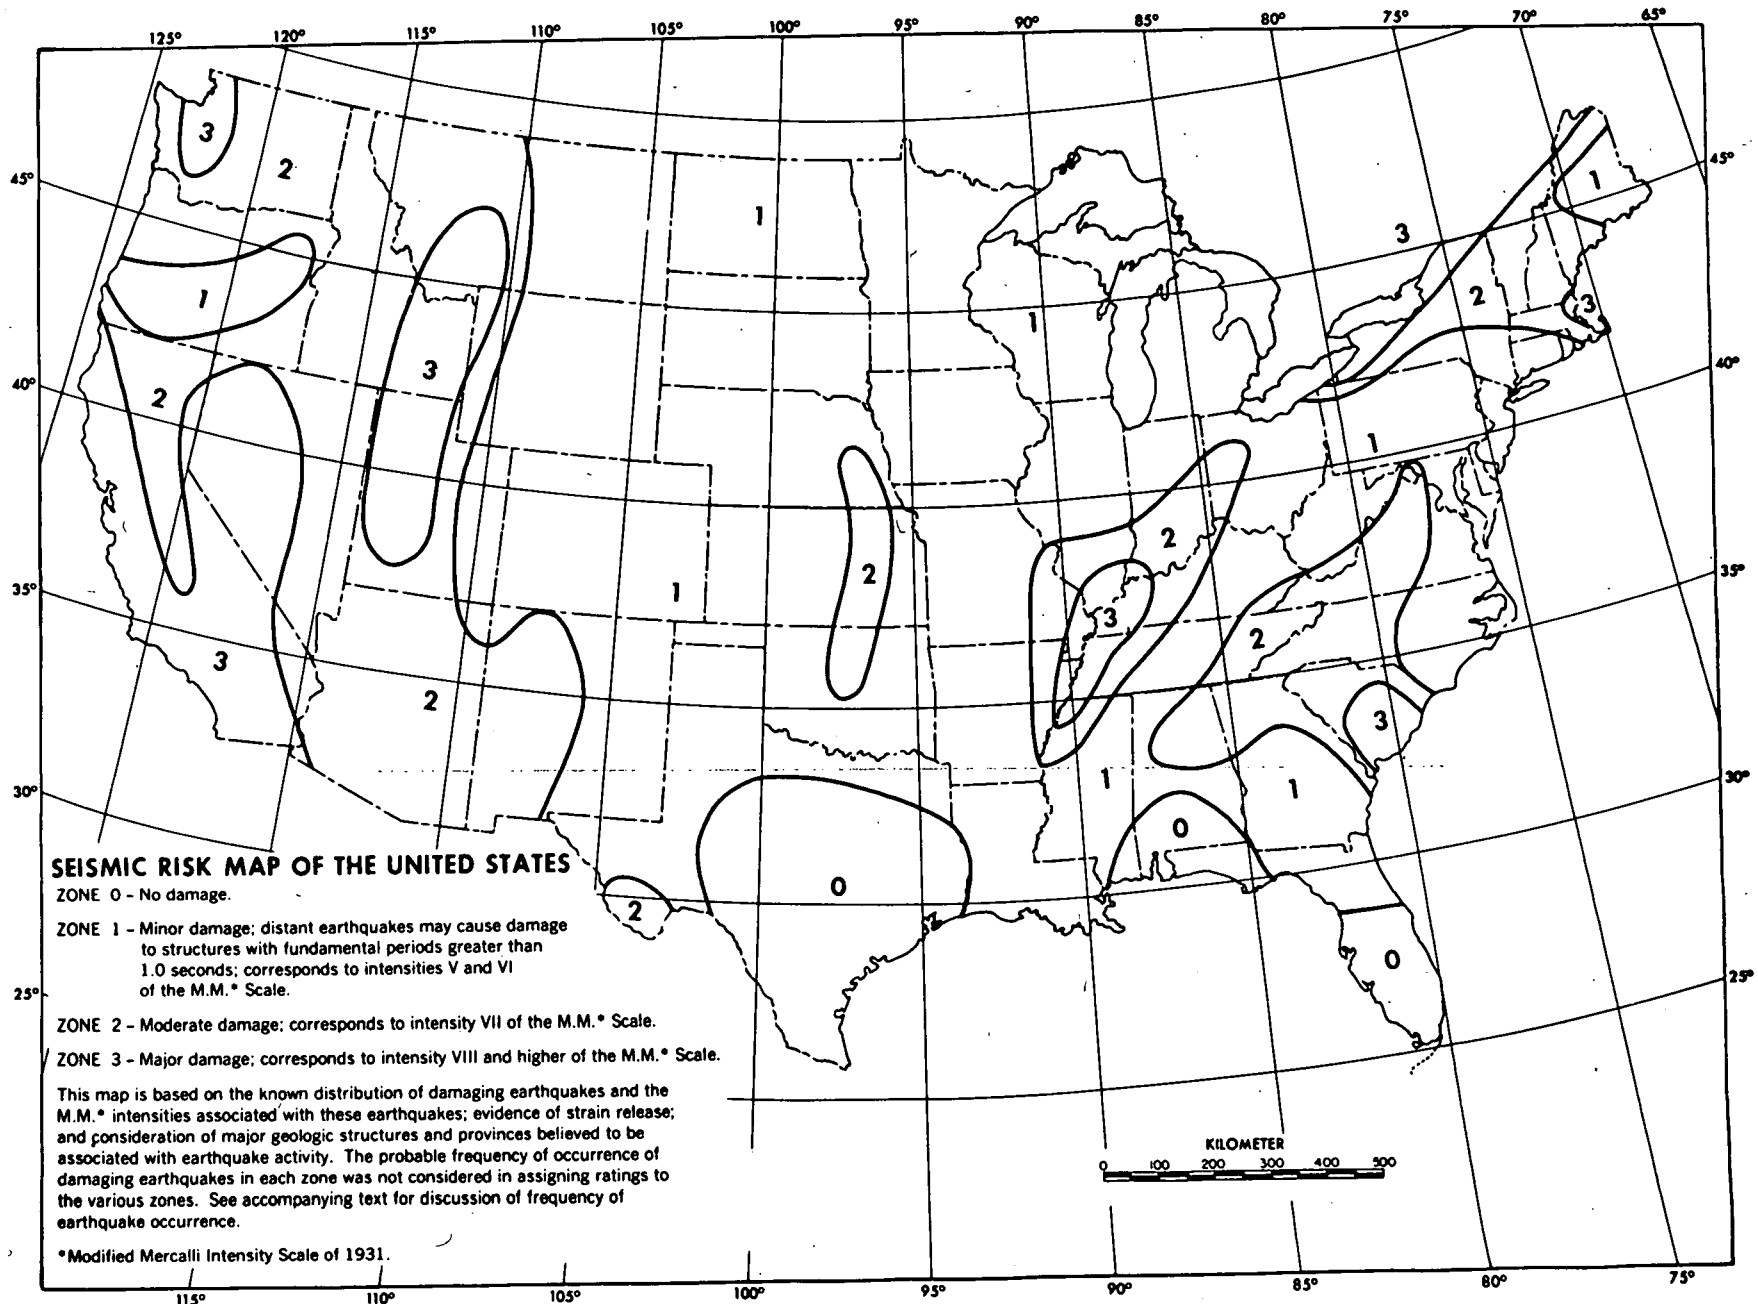 125° 120° 115° 110° 105° 100° 95° 90° 85° 80° 75° 70° 65°
3
2
1
45°
45°
1
3
1
2
1
3
1
3
40°
2
40°
1
2
2
1
3
35°
35°
2
3
2
3
1
1
30°
30°
0
0
2
0
25°
25°
SEISMIC RISK MAP OF THE UNITED STATES
ZONE 0 - No damage.
ZONE 1 - Minor damage; distant earthquakes may cause damage
to structures with fundamental periods greater than
1.0 seconds; corresponds to intensities V and VI
of the M.M.* Scale.
ZONE 2 - Moderate damage; corresponds to intensity VII of the M.M.* Scale.
ZONE 3 - Major damage; corresponds to intensity VIII and higher of the M.M.* Scale.
This map is based on the known distribution of damaging earthquakes and the
M.M.* intensities associated with these earthquakes; evidence of strain release;
and consideration of major geologic structures and provinces believed to be
associated with earthquake activity. The probable frequency of occurrence of
damaging earthquakes in each zone was not considered in assigning ratings to
the various zones. See accompanying text for discussion of frequency of
earthquake occurrence.
*Modified Mercalli Intensity Scale of 1931.
KILOMETER
0 100 200 300 400 500
115° 110° 105° 100° 95° 90° 85° 80° 75°